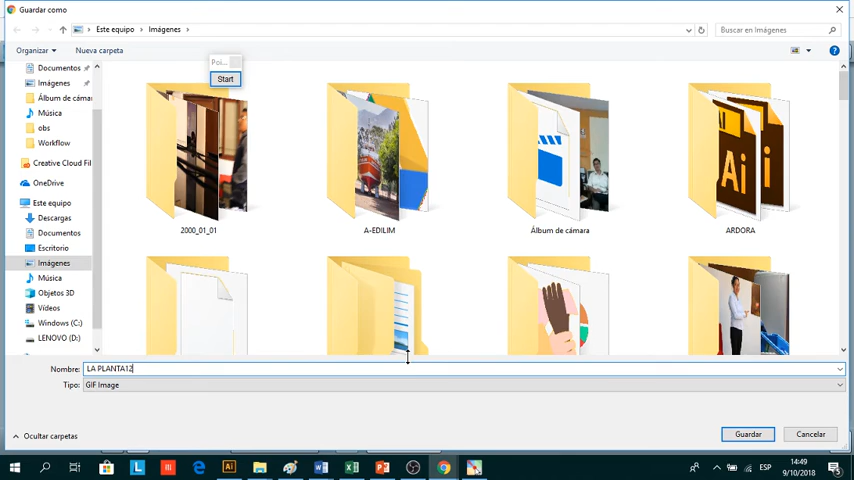 Guardar como
Este equipo > Imágenes >
Buscar en Imágenes
Organizar
Nueva carpeta
Poi...
Start
Documentos
Imágenes
Álbum de cámar
Música
obs
Workflow
Creative Cloud Fil
OneDrive
Este equipo
Descargas
Documentos
Escritorio
Imágenes
Música
Objetos 3D
Vídeos
Windows (C:)
LENOVO (D:)
2000_01_01
A-EDILIM
Álbum de cámara
Ai
ARDORA
Nombre: LA PLANTA12
Tipo: GIF Image
Ocultar carpetas
Guardar
Cancelar
ESP
14:49
9/10/2018